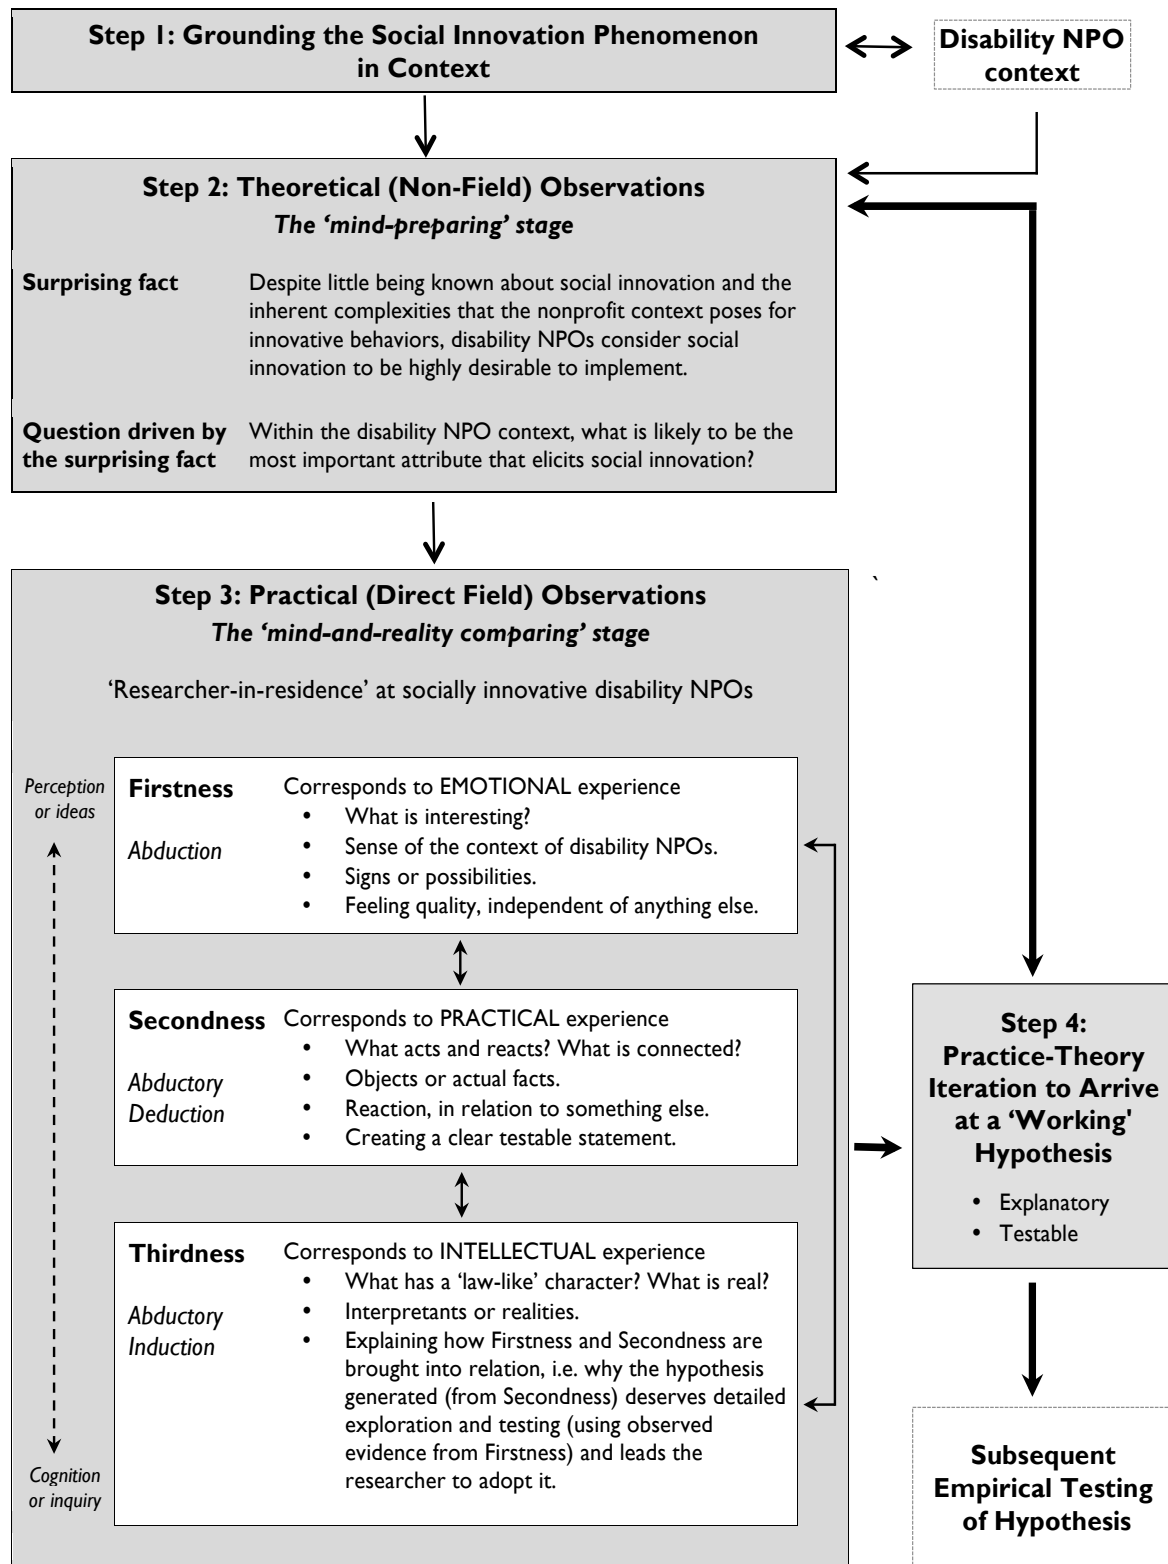 Step 1: Grounding the Social Innovation Phenomenon
in Context
Disability NPO
context
Step 2: Theoretical (Non-Field) Observations
The ‘mind-preparing’ stage
Surprising fact
Despite little being known about social innovation and the
inherent complexities that the nonprofit context poses for
innovative behaviors, disability NPOs consider social
innovation to be highly desirable to implement.
Question driven by
the surprising fact
Within the disability NPO context, what is likely to be the
most important attribute that elicits social innovation?
Step 3: Practical (Direct Field) Observations
The ‘mind-and-reality comparing’ stage
‘Researcher-in-residence’ at socially innovative disability NPOs
`
Perception
or ideas
Cognition
or inquiry
Firstness
Abduction
Corresponds to EMOTIONAL experience
• What is interesting?
• Sense of the context of disability NPOs.
• Signs or possibilities.
• Feeling quality, independent of anything else.
Secondness
Abductory
Deduction
Corresponds to PRACTICAL experience
• What acts and reacts? What is connected?
• Objects or actual facts.
• Reaction, in relation to something else.
• Creating a clear testable statement.
Thirdness
Abductory
Induction
Corresponds to INTELLECTUAL experience
• What has a ‘law-like’ character? What is real?
• Interpretants or realities.
• Explaining how Firstness and Secondness are
brought into relation, i.e. why the hypothesis
generated (from Secondness) deserves detailed
exploration and testing (using observed
evidence from Firstness) and leads the
researcher to adopt it.
Step 4:
Practice-Theory
Iteration to Arrive
at a ‘Working'
Hypothesis
• Explanatory
• Testable
Subsequent
Empirical Testing
of Hypothesis